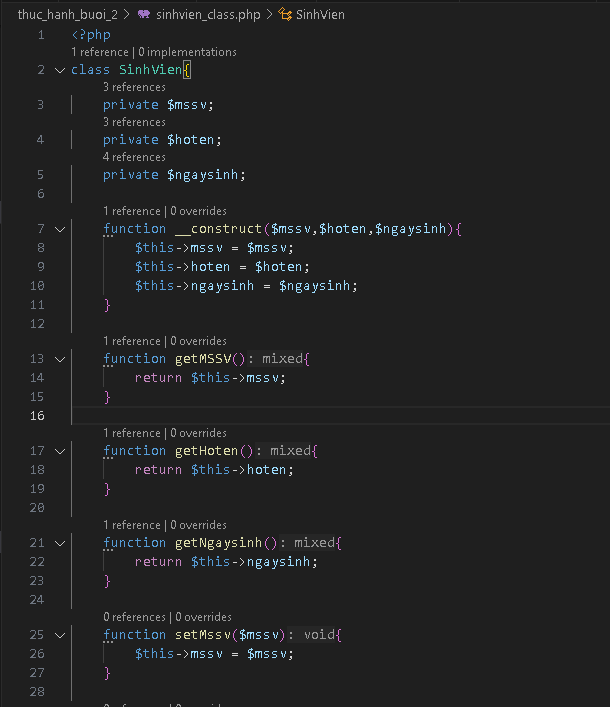 thuc_hanh_buoi_2 > sinhvien_class.php > SinhVien
1 <?php
1 reference | 0 implementations
2 class SinhVien{
3 references
3 private $mssv;
3 references
4 private $hoten;
4 references
5 private $ngaysinh;
6
1 reference | 0 overrides
7 function __construct($mssv,$hoten,$ngaysinh){
8 $this->mssv = $mssv;
9 $this->hoten = $hoten;
10 $this->ngaysinh = $ngaysinh;
11 }
12
1 reference | 0 overrides
13 function getMSSV(): mixed{
14 return $this->mssv;
15 }
16
1 reference | 0 overrides
17 function getHoten(): mixed{
18 return $this->hoten;
19 }
20
1 reference | 0 overrides
21 function getNgaysinh(): mixed{
22 return $this->ngaysinh;
23 }
24
0 references | 0 overrides
25 function setMssv($mssv): void{
26 $this->mssv = $mssv;
27 }
28